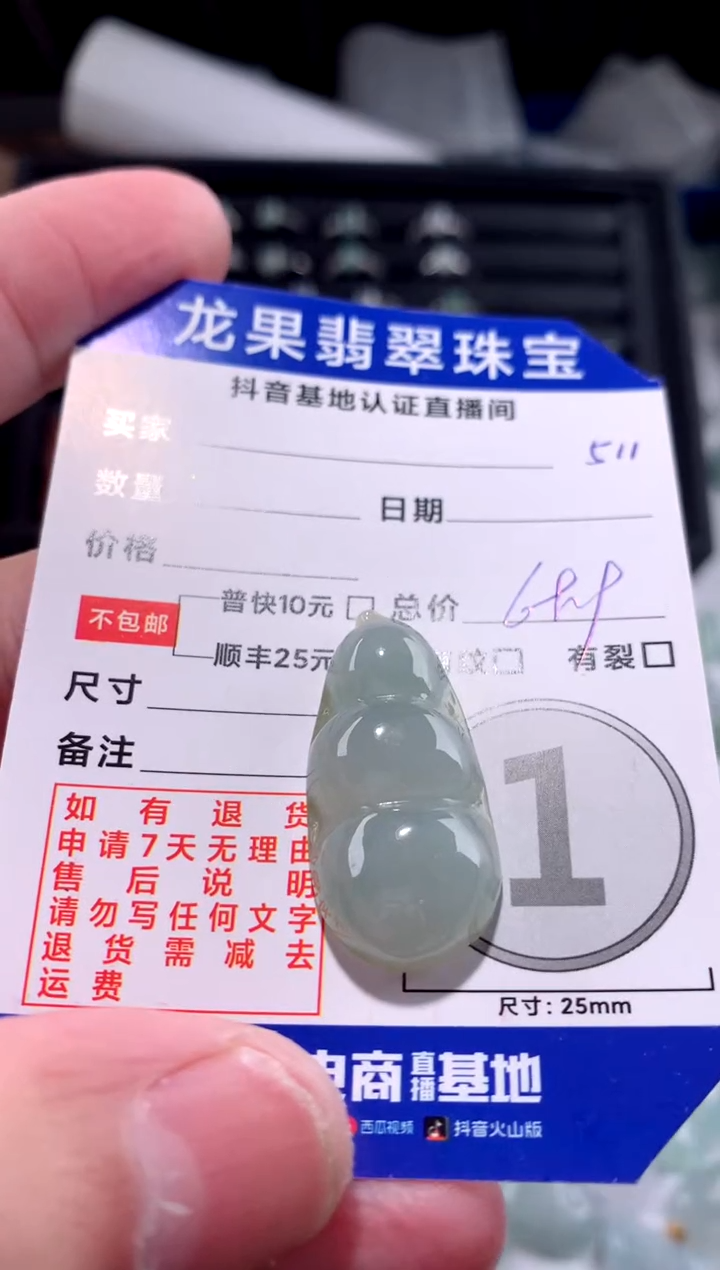 龙果翡翠珠宝
抖音基地认证直播间
买家 511
数量 日期
价格
不包邮 普快10元 总价
顺丰25元 纹 有裂
尺寸
备注
1
如有退货
申请7天无理由
售后说明
请勿写任何文字
退货需减去
运费
尺寸：25mm
电商直播基地
西瓜视频 抖音火山版